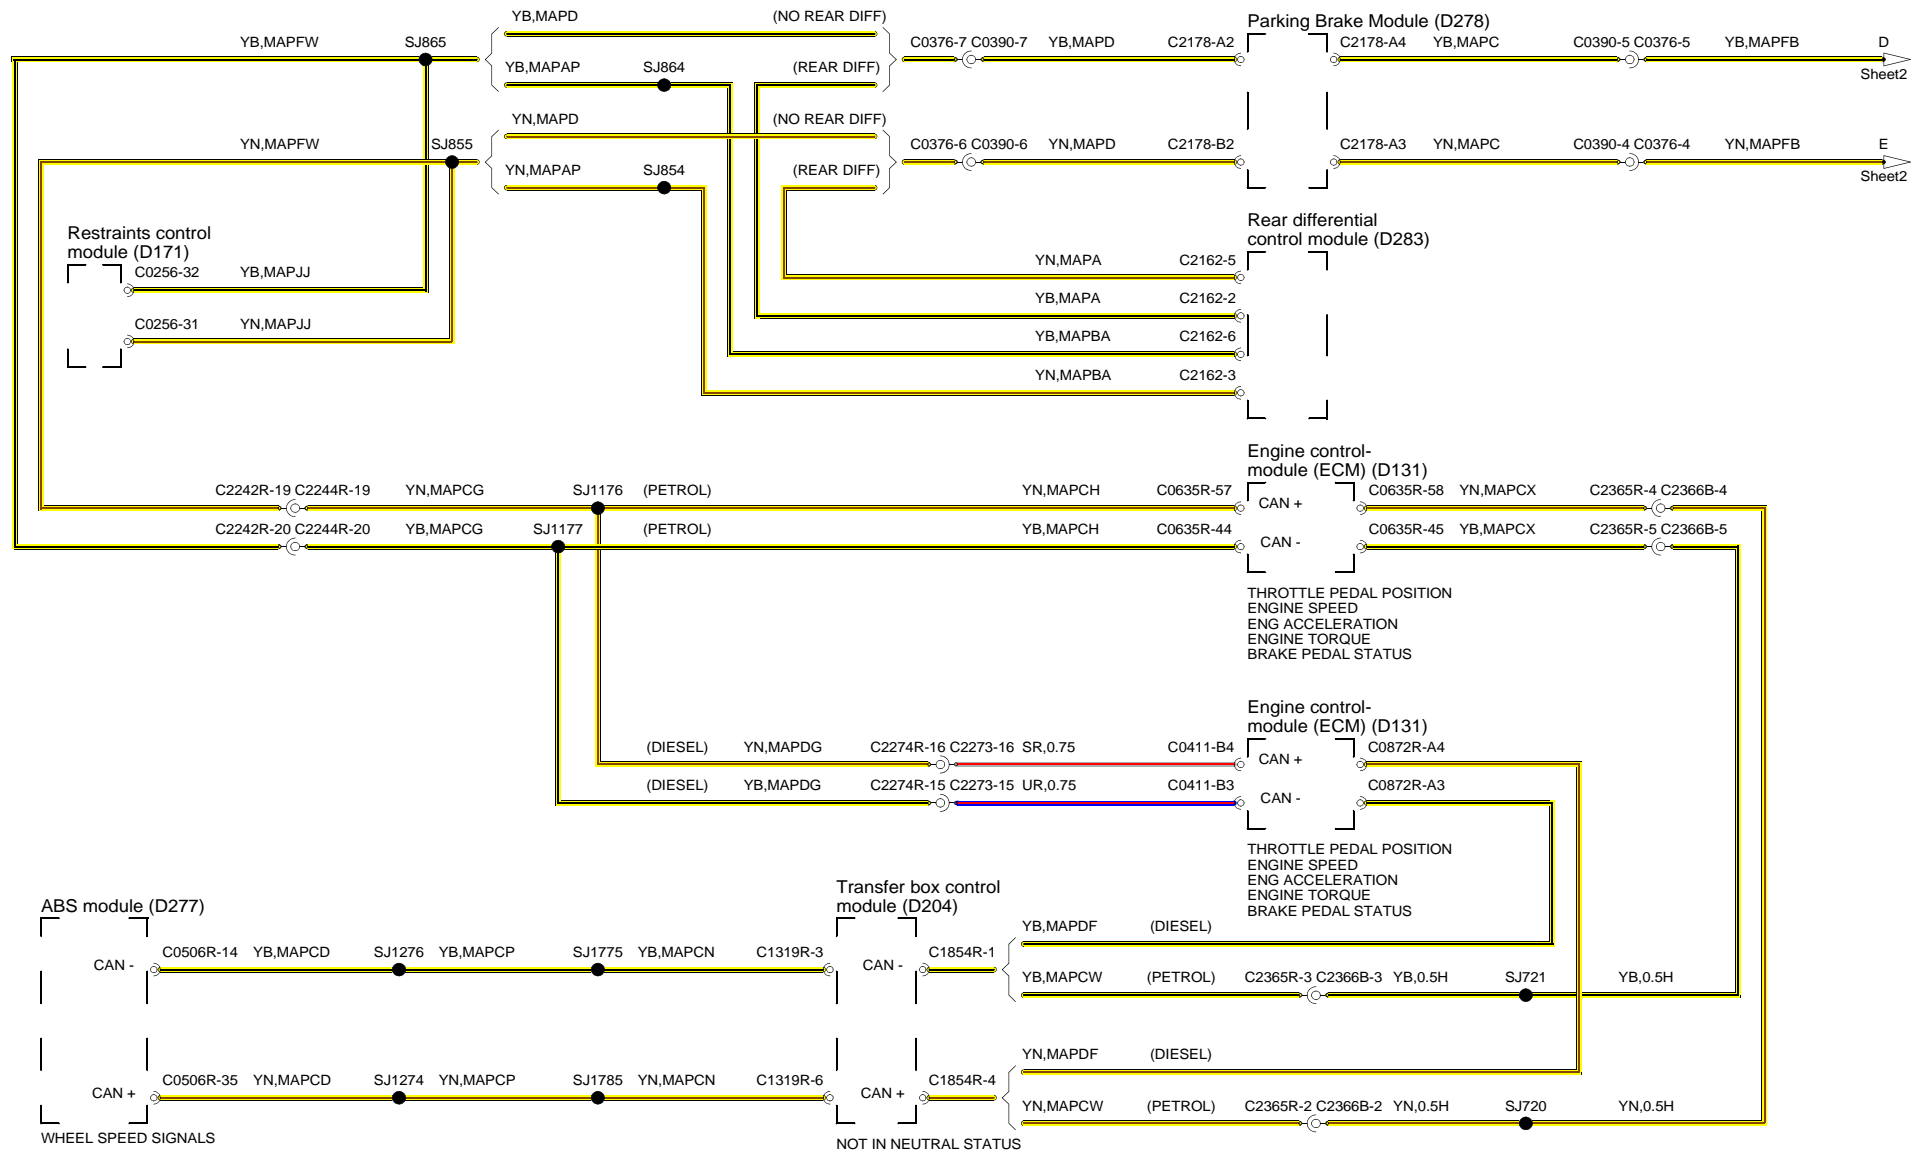 YB,MAPD (NO REAR DIFF) Parking Brake Module (D278)
YB,MAPFW SJ865 C0376-7 C0390-7 YB,MAPD C2178-A2 C2178-A4 YB,MAPC C0390-5 C0376-5 YB,MAPFB D
YB,MAPAP SJ864 (REAR DIFF) Sheet2
YN,MAPD (NO REAR DIFF)
YN,MAPFW SJ855 C0376-6 C0390-6 YN,MAPD C2178-B2 C2178-A3 YN,MAPC C0390-4 C0376-4 YN,MAPFB E
YN,MAPAP SJ854 (REAR DIFF) Sheet2
Restraints control
module (D171)
C0256-32 YB,MAPJJ
C0256-31 YN,MAPJJ
Rear differential
control module (D283)
YN,MAPA C2162-5
YB,MAPA C2162-2
YB,MAPBA C2162-6
YN,MAPBA C2162-3
Engine control-
module (ECM) (D131)
C2242R-19 C2244R-19 YN,MAPCG SJ1176 (PETROL) YN,MAPCH C0635R-57 CAN + C0635R-58 YN,MAPCX C2365R-4 C2366B-4
C2242R-20 C2244R-20 YB,MAPCG SJ1177 (PETROL) YB,MAPCH C0635R-44 CAN - C0635R-45 YB,MAPCX C2365R-5 C2366B-5
THROTTLE PEDAL POSITION
ENGINE SPEED
ENG ACCELERATION
ENGINE TORQUE
BRAKE PEDAL STATUS
Engine control-
module (ECM) (D131)
(DIESEL) YN,MAPDG C2274R-16 C2273-16 SR,0.75 C0411-B4 CAN + C0872R-A4
(DIESEL) YB,MAPDG C2274R-15 C2273-15 UR,0.75 C0411-B3 CAN - C0872R-A3
THROTTLE PEDAL POSITION
ENGINE SPEED
ENG ACCELERATION
ENGINE TORQUE
BRAKE PEDAL STATUS
ABS module (D277)
Transfer box control
module (D204)
YB,MAPDF (DIESEL)
CAN - C0506R-14 YB,MAPCD SJ1276 YB,MAPCP SJ1775 YB,MAPCN C1319R-3 CAN - C1854R-1
YB,MAPCW (PETROL) C2365R-3 C2366B-3 YB,0.5H SJ721 YB,0.5H
YN,MAPDF (DIESEL)
CAN + C0506R-35 YN,MAPCD SJ1274 YN,MAPCP SJ1785 YN,MAPCN C1319R-6 CAN + C1854R-4
YN,MAPCW (PETROL) C2365R-2 C2366B-2 YN,0.5H SJ720 YN,0.5H
WHEEL SPEED SIGNALS
NOT IN NEUTRAL STATUS